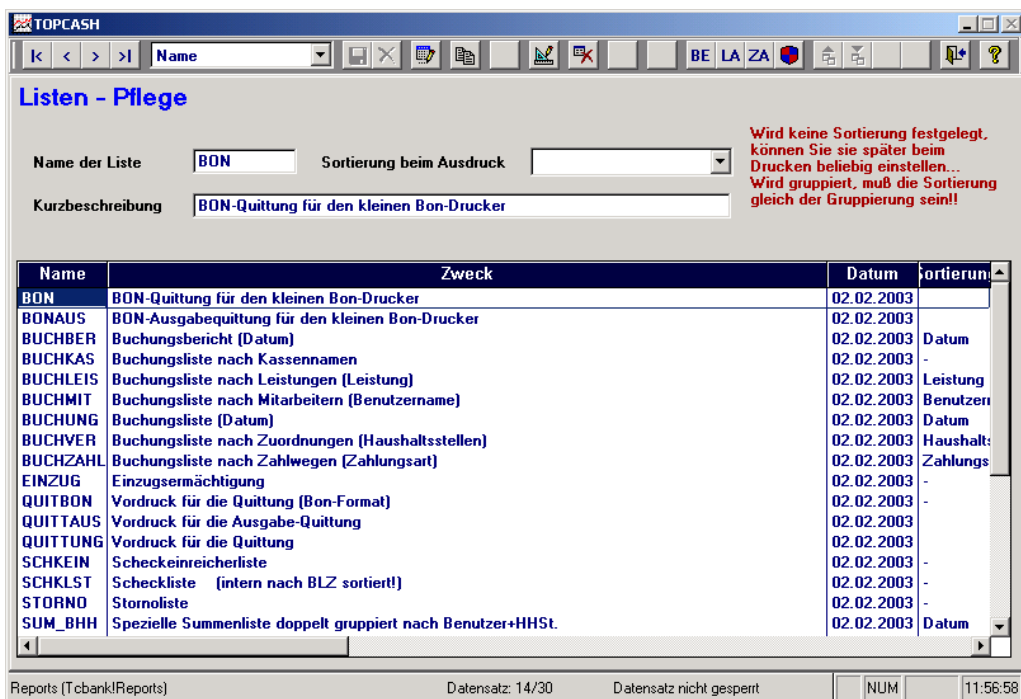 TOPCASH
Name
BE LA ZA
Listen - Pflege
Name der Liste BON Sortierung beim Ausdruck
Wird keine Sortierung festgelegt,
können Sie sie später beim
Drucken beliebig einstellen...
Wird gruppiert, muß die Sortierung
gleich der Gruppierung sein!!
Kurzbeschreibung BON-Quittung für den kleinen Bon-Drucker
Name Zweck Datum Sortierung
BON BON-Quittung für den kleinen Bon-Drucker 02.02.2003
BONAUS BON-Ausgabequittung für den kleinen Bon-Drucker 02.02.2003
BUCHBER Buchungsbericht (Datum) 02.02.2003 Datum
BUCHKAS Buchungsliste nach Kassennamen 02.02.2003 -
BUCHLEIS Buchungsliste nach Leistungen (Leistung) 02.02.2003 Leistung
BUCHMIT Buchungsliste nach Mitarbeitern (Benutzername) 02.02.2003 Benutzern
BUCHUNG Buchungsliste (Datum) 02.02.2003 Datum
BUCHVER Buchungsliste nach Zuordnungen (Haushaltsstellen) 02.02.2003 Haushalts
BUCHZAHL Buchungsliste nach Zahlwegen (Zahlungsart) 02.02.2003 Zahlungs
EINZUG Einzugsermächtigung 02.02.2003 -
QUITBON Vordruck für die Quittung (Bon-Format) 02.02.2003 -
QUITTAUS Vordruck für die Ausgabe-Quittung 02.02.2003
QUITTUNG Vordruck für die Quittung 02.02.2003
SCHKEIN Scheckeinreicherliste 02.02.2003 -
SCHKLST Scheckliste (intern nach BLZ sortiert!) 02.02.2003 -
STORNO Stornoliste 02.02.2003 -
SUM_BHH Spezielle Summenliste doppelt gruppiert nach Benutzer+HHSt. 02.02.2003 Datum
Reports (Tcbank!Reports) Datensatz: 14/30 Datensatz nicht gesperrt NUM 11:56:58